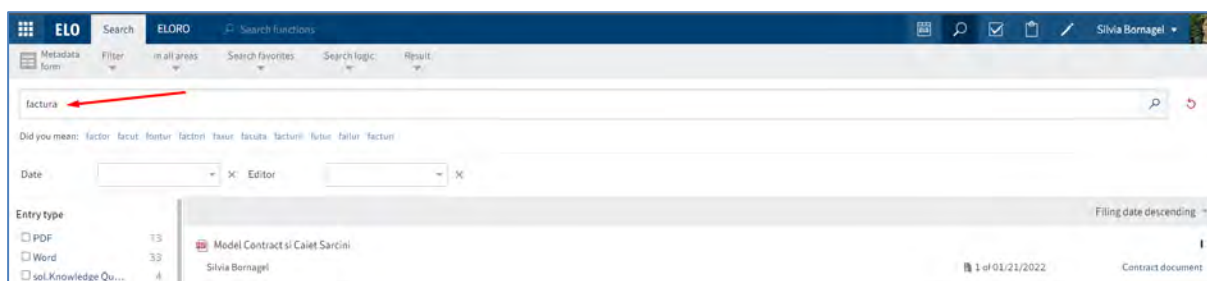 ELO Search ELORO Search functions Silvia Bornagel
Metadata form Filter In all areas Search favorites Search logic Result
factura
Did you mean: factor facut fontur factori faxur facuta facturii futur failur facturi
Date Editor
Entry type Filing date descending
PDF 13 Model Contract si Caiet Sarcini
Word 33 Silvia Bornagel 1 of 01/21/2022 Contract document
sol.Knowledge Qu... 4